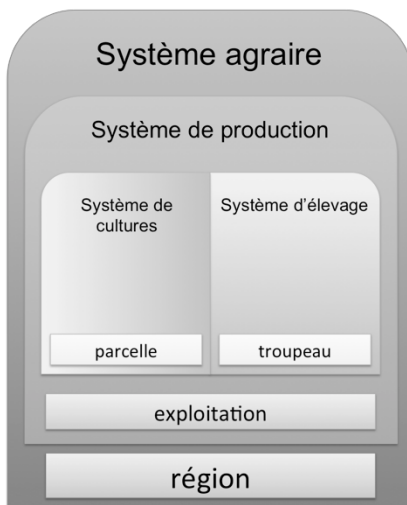 Système agraire
Système de production
Système de
cultures
Système d'élevage
parcelle
troupeau
exploitation
région